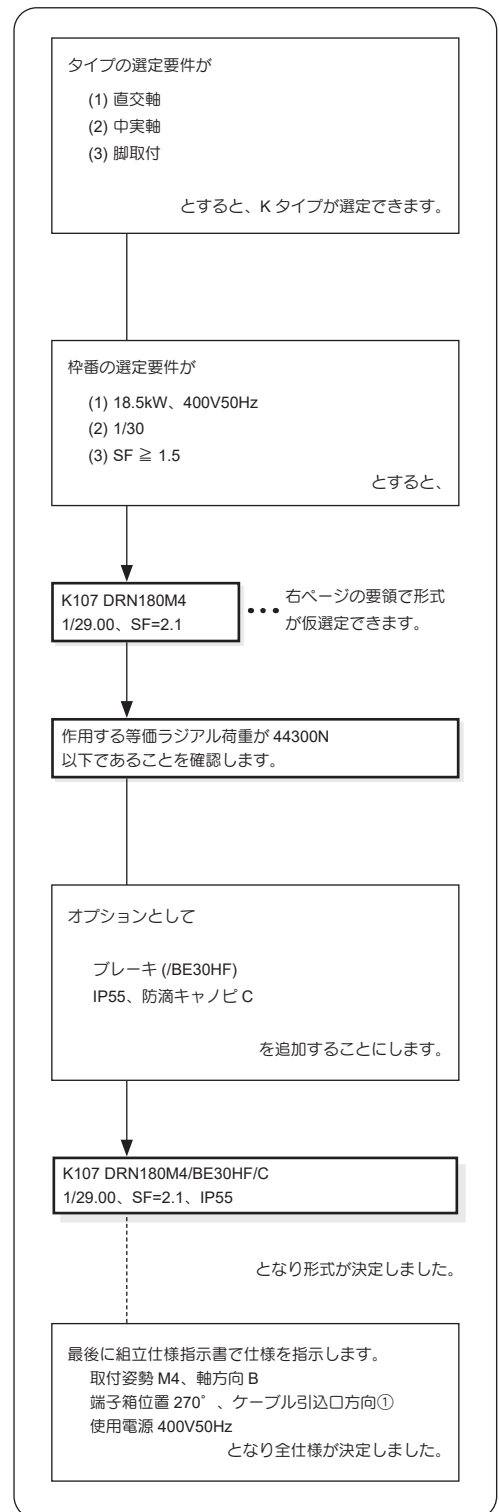 タイプの選定要件が
(1) 直交軸
(2) 中実軸
(3) 脚取付
とすると、K タイプが選定できます。
枠番の選定要件が
(1) 18.5kW、400V50Hz
(2) 1/30
(3) SF ≧ 1.5
とすると、
K107 DRN180M4
1/29.00、SF=2.1
••• 右ページの要領で形式
が仮選定できます。
作用する等価ラジアル荷重が 44300N
以下であることを確認します。
オプションとして
ブレーキ (/BE30HF)
IP55、防滴キャノピ C
を追加することにします。
K107 DRN180M4/BE30HF/C
1/29.00、SF=2.1、IP55
となり形式が決定しました。
最後に組立仕様指示書で仕様を指示します。
取付姿勢 M4、軸方向 B
端子箱位置 270°、ケーブル引込口方向①
使用電源 400V50Hz
となり全仕様が決定しました。